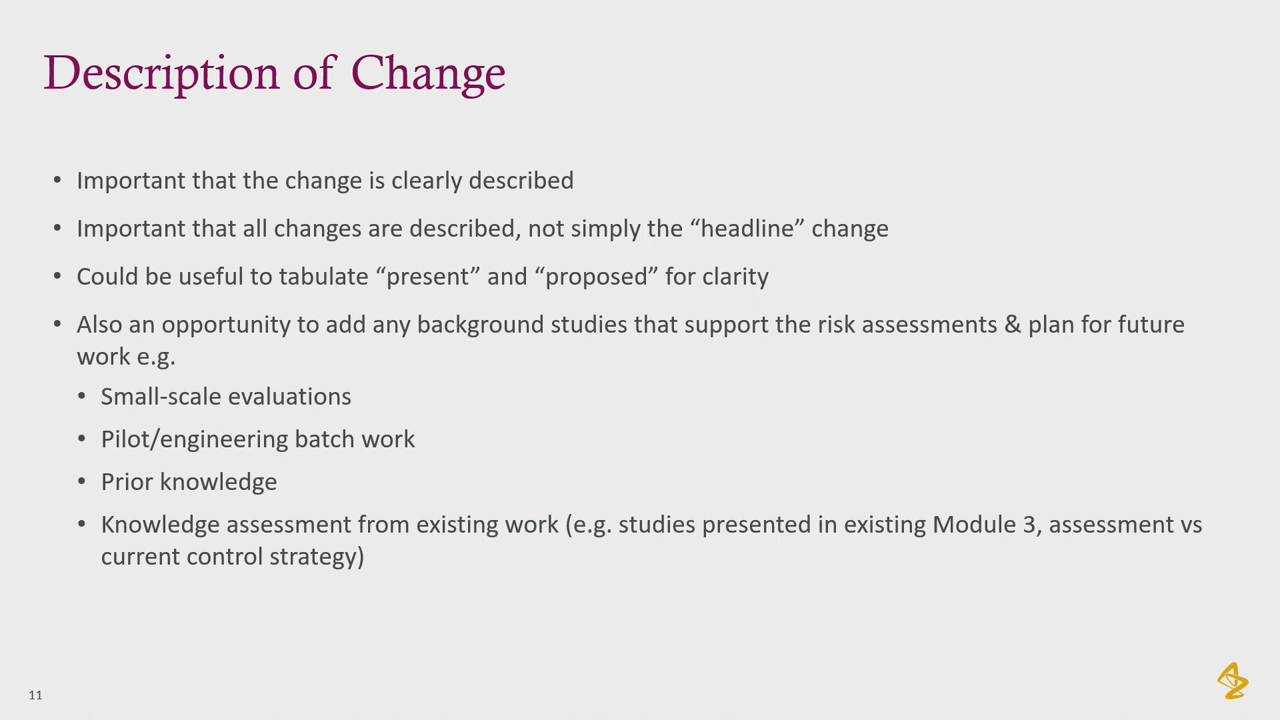 Description of Change
• Important that the change is clearly described
• Important that all changes are described, not simply the “headline” change
• Could be useful to tabulate “present” and “proposed” for clarity
• Also an opportunity to add any background studies that support the risk assessments & plan for future
work e.g.
• Small-scale evaluations
• Pilot/engineering batch work
• Prior knowledge
• Knowledge assessment from existing work (e.g. studies presented in existing Module 3, assessment vs
current control strategy)
11